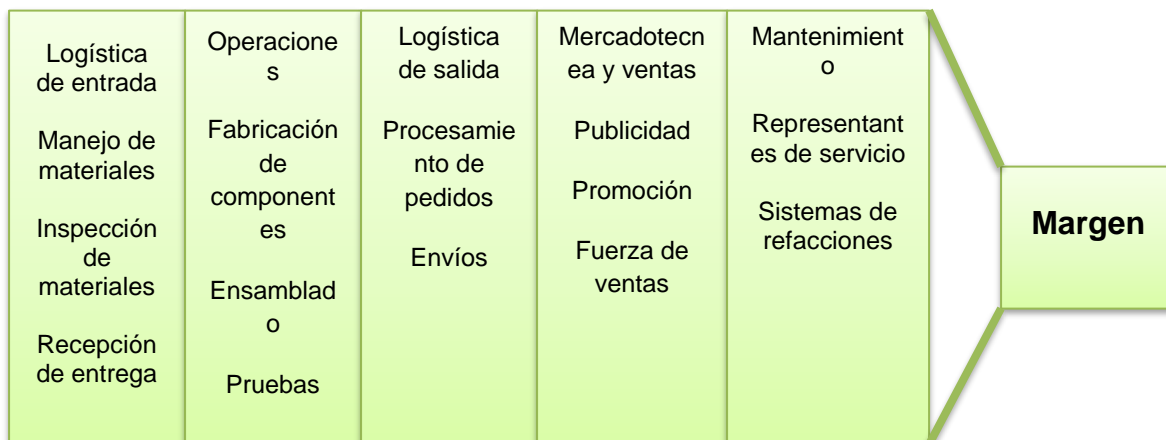 Logística
de entrada
Manejo de
materiales
Inspección
de
materiales
Recepción
de entrega
Operacione
s
Fabricación
de
component
es
Ensamblad
o
Pruebas
Logística
de salida
Procesamie
nto de
pedidos
Envíos
Mercadotecn
ea y ventas
Publicidad
Promoción
Fuerza de
ventas
Mantenimient
o
Representant
es de servicio
Sistemas de
refacciones
Margen